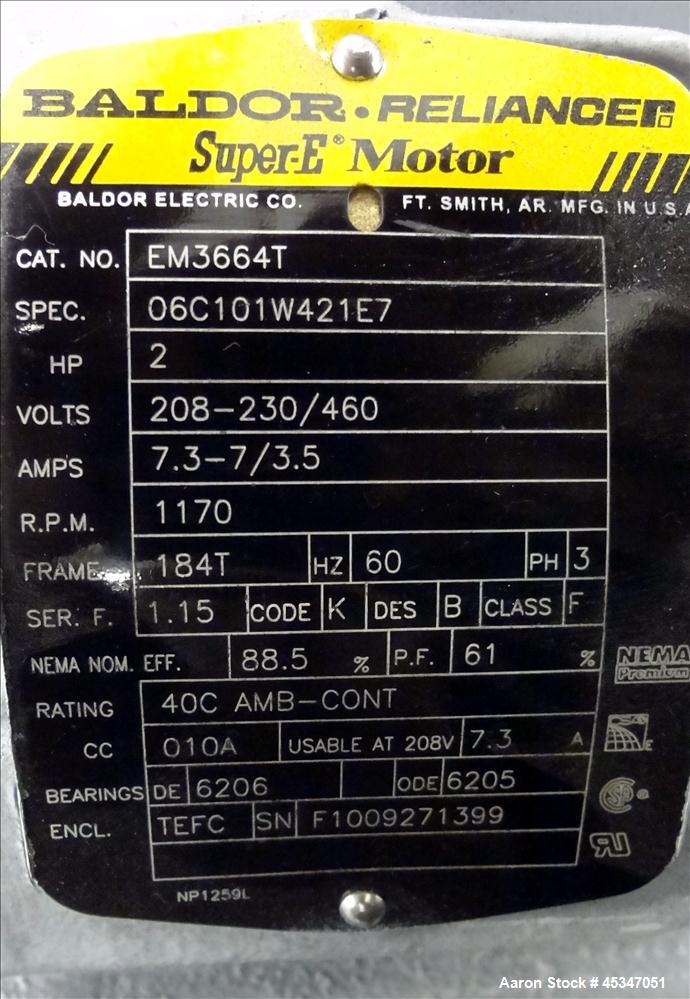 BALDOR • RELIANCER
Super-E® Motor
BALDOR ELECTRIC CO. FT. SMITH, AR. MFG. IN U.S.A
CAT. NO. EM3664T
SPEC. 06C101W421E7
HP 2
VOLTS 208-230/460
AMPS 7.3-7/3.5
R.P.M. 1170
FRAME 184T HZ 60 PH 3
SER. F. 1.15 CODE K DES B CLASS F
NEMA NOM. EFF. 88.5 % P.F. 61 %
NEMA
Premium
RATING 40C AMB-CONT
CC 010A USABLE AT 208V 7.3 A
BEARINGS DE 6206 ODE 6205
ENCL. TEFC SN F1009271399
NP1259L
Aaron Stock # 45347051